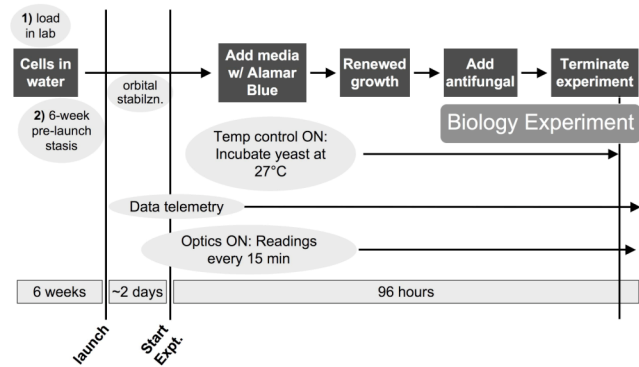 1) load
in lab
Cells in
water
2) 6-week
pre-launch
stasis
orbital
stabilzn.
Add media
w/ Alamar
Blue
Renewed
growth
Add
antifungal
Terminate
experiment
Biology Experiment
Temp control ON:
Incubate yeast at
27°C
Data telemetry
Optics ON: Readings
every 15 min
6 weeks
~2 days
96 hours
launch
Start
Expt.